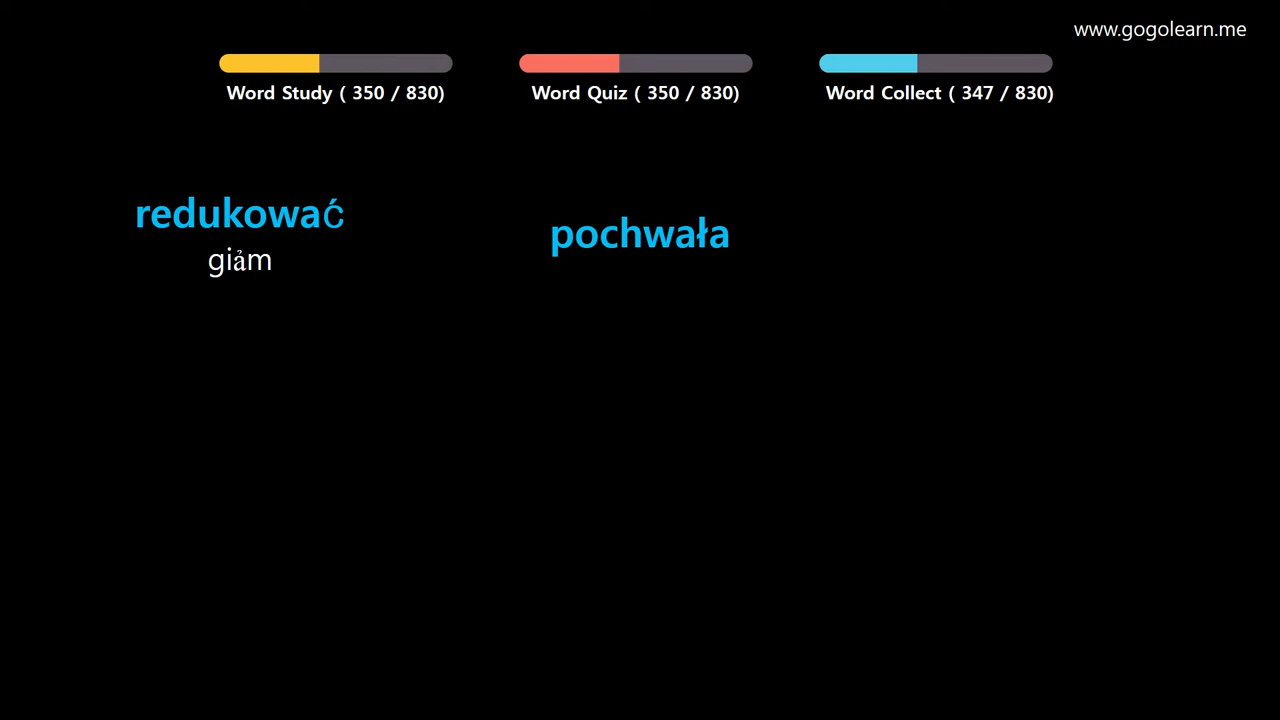 www.gogolearn.me
Word Study ( 350 / 830)
Word Quiz ( 350 / 830)
Word Collect ( 347 / 830)
redukować
giảm
pochwała